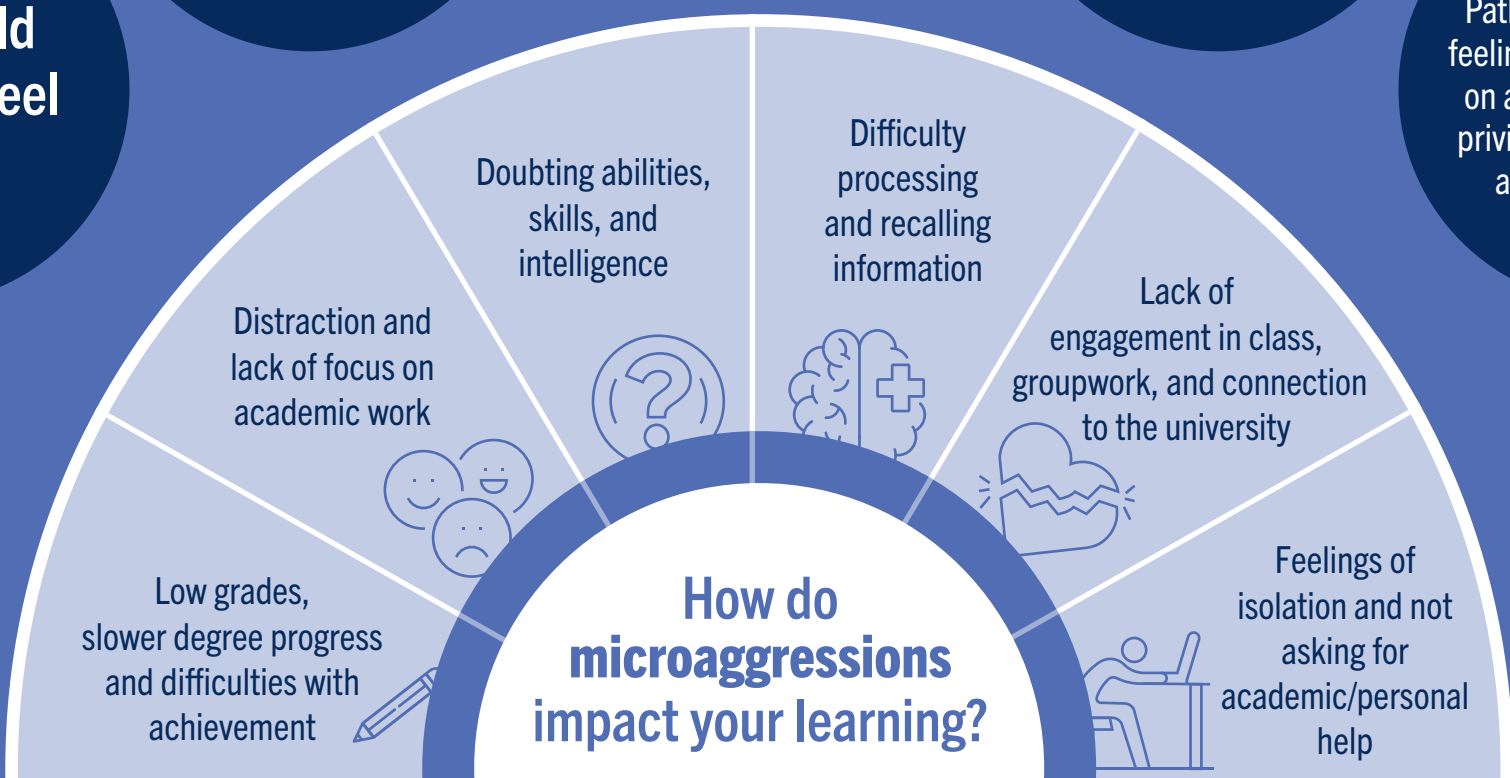 eel
Low grades,
slower degree progress
and difficulties with
achievement
Distraction and
lack of focus on
academic work
Doubting abilities,
skills, and
intelligence
Difficulty
processing
and recalling
information
Lack of
engagement in class,
groupwork, and connection
to the university
Feelings of
isolation and not
asking for
academic/personal
help
How do
microaggressions
impact your learning?
on a